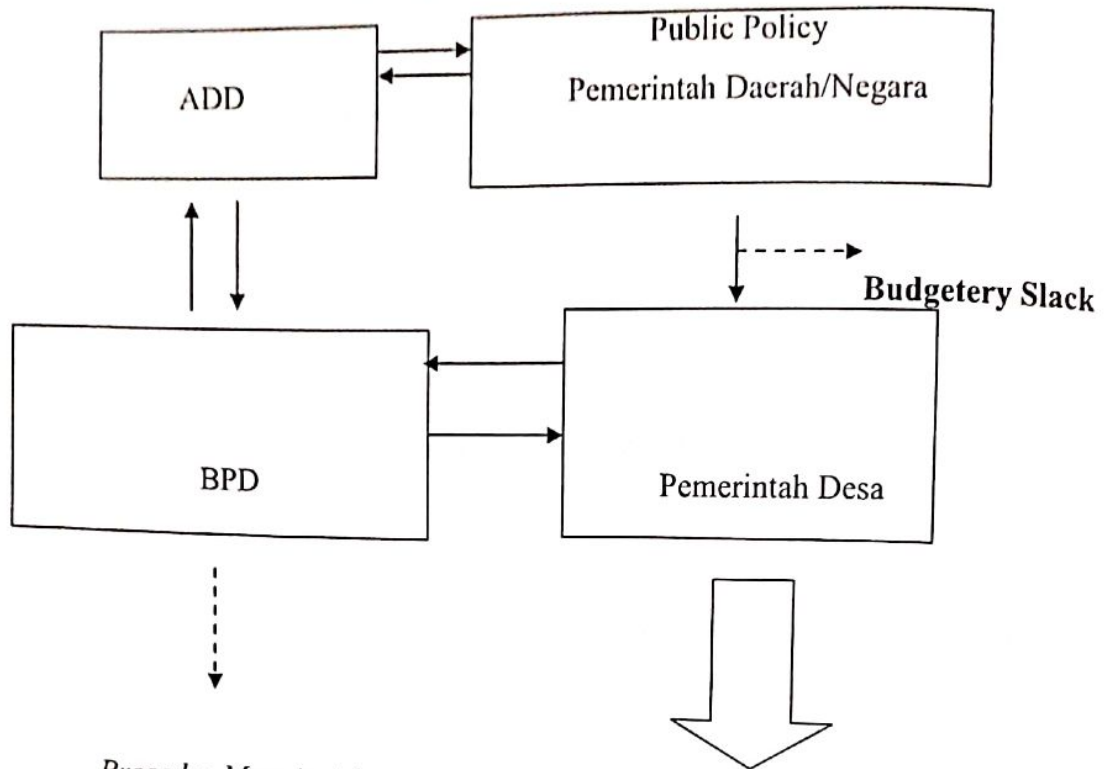 Public Policy
ADD
Pemerintah Daerah/Negara
Budgetery Slack
BPD
Pemerintah Desa